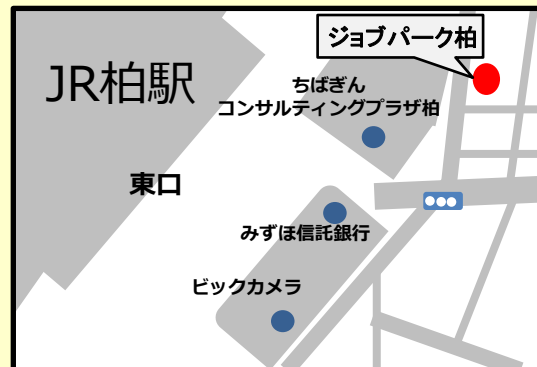 ジョブパーク柏
JR柏駅
ちばぎん
コンサルティングプラザ柏
東口
みずほ信託銀行
ビックカメラ